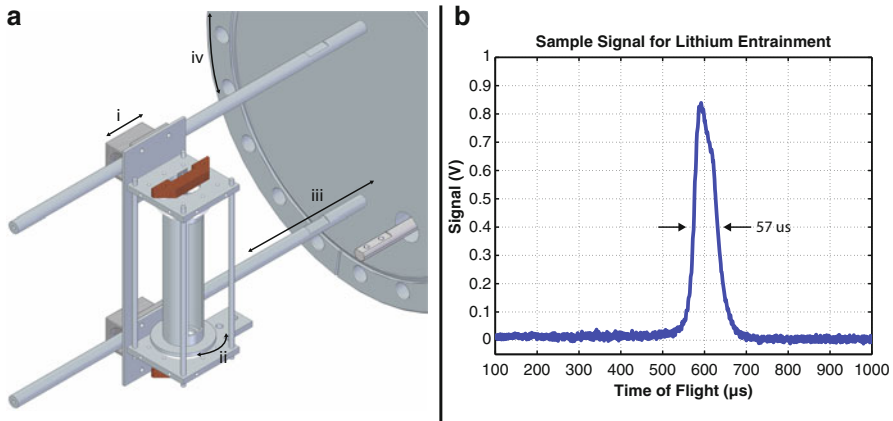 a
i
ii
iii
iv
b
Sample Signal for Lithium Entrainment
Signal (V)
1
0.9
0.8
0.7
0.6
0.5
0.4
0.3
0.2
0.1
0
57 us
100 200 300 400 500 600 700 800 900 1000
Time of Flight (µs)